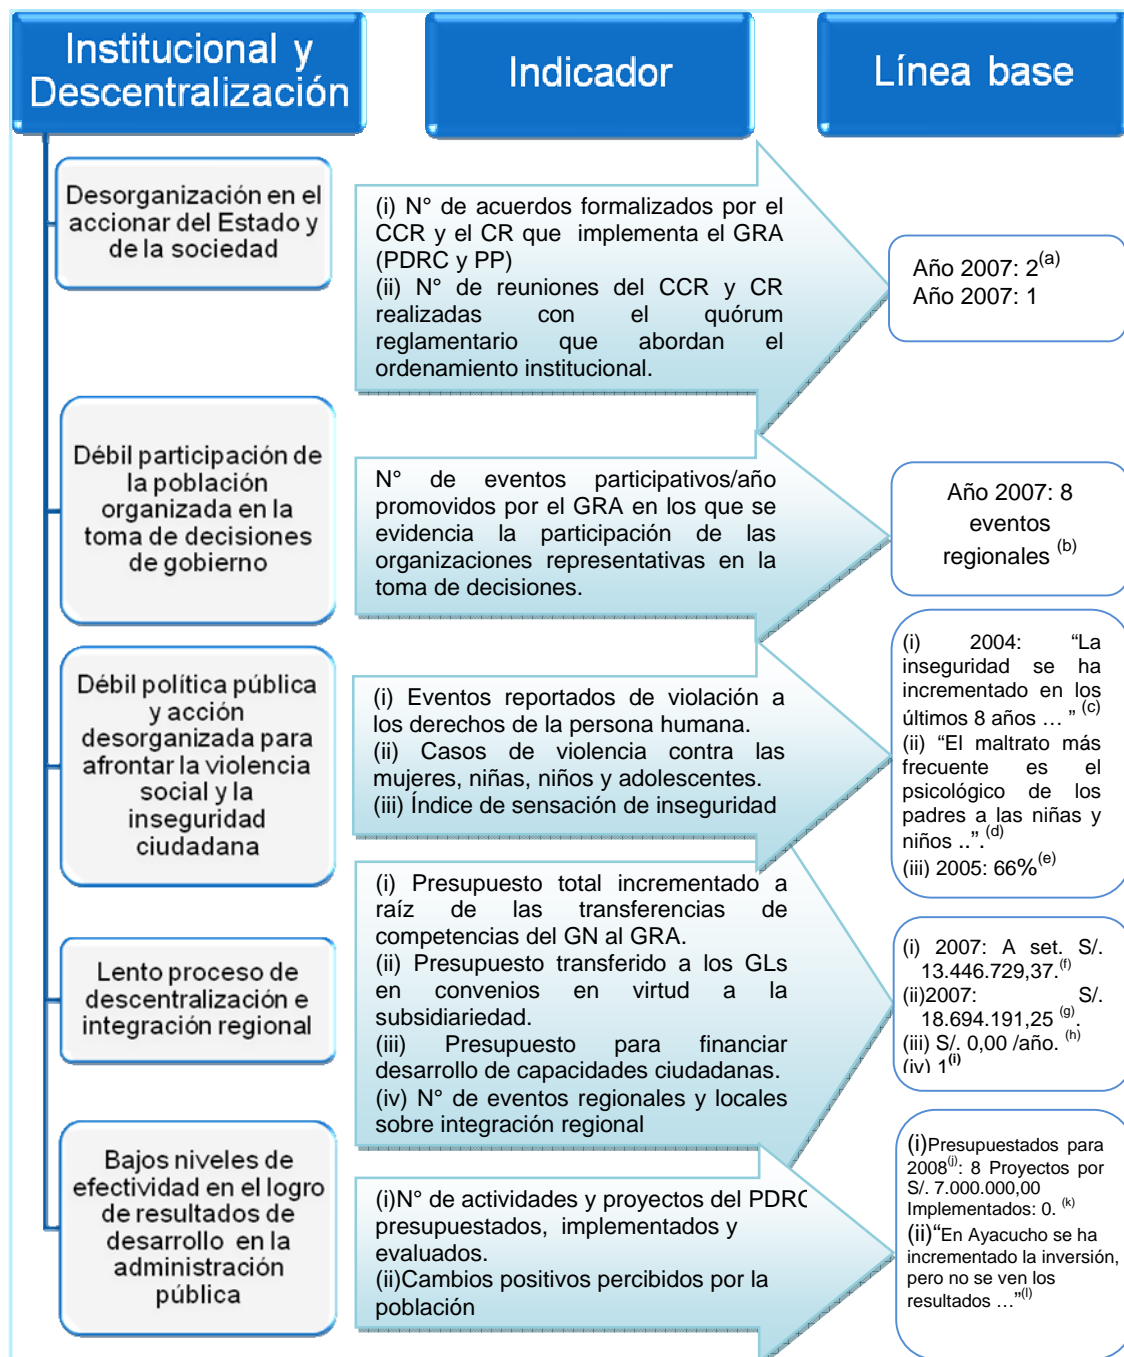 Institucional y
Descentralización
Indicador
Línea base
Desorganización en el
accionar del Estado y
de la sociedad
(i) N° de acuerdos formalizados por el
CCR y el CR que implementa el GRA
(PDRC y PP)
(ii) N° de reuniones del CCR y CR
realizadas con el quórum
reglamentario que abordan el
ordenamiento institucional.
Año 2007: 2(a)
Año 2007: 1
Débil participación de
la población
organizada en la
toma de decisiones
de gobierno
N° de eventos participativos/año
promovidos por el GRA en los que se
evidencia la participación de las
organizaciones representativas en la
toma de decisiones.
Año 2007: 8
eventos
regionales (b)
Débil política pública
y acción
desorganizada para
afrontar la violencia
social y la
inseguridad
ciudadana
(i) Eventos reportados de violación a
los derechos de la persona humana.
(ii) Casos de violencia contra las
mujeres, niñas, niños y adolescentes.
(iii) Índice de sensación de inseguridad
(i) 2004: “La
inseguridad se ha
incrementado en los
últimos 8 años … ” (c)
(ii) “El maltrato más
frecuente es el
psicológico de los
padres a las niñas y
niños ..”.(d)
(iii) 2005: 66%(e)
Lento proceso de
descentralización e
integración regional
(i) Presupuesto total incrementado a
raíz de las transferencias de
competencias del GN al GRA.
(ii) Presupuesto transferido a los GLs
en convenios en virtud a la
subsidiariedad.
(iii) Presupuesto para financiar
desarrollo de capacidades ciudadanas.
(iv) N° de eventos regionales y locales
sobre integración regional
(i) 2007: A set. S/.
13.446.729,37.(f)
(ii)2007: S/.
18.694.191,25 (g).
(iii) S/. 0,00 /año. (h)
(iv) 1(i)
Bajos niveles de
efectividad en el logro
de resultados de
desarrollo en la
administración
pública
(i)N° de actividades y proyectos del PDRC
presupuestados, implementados y
evaluados.
(ii)Cambios positivos percibidos por la
población
(i)Presupuestados para
2008(j): 8 Proyectos por
S/. 7.000.000,00
Implementados: 0. (k)
(ii)“En Ayacucho se ha
incrementado la inversión,
pero no se ven los
resultados …”(l)